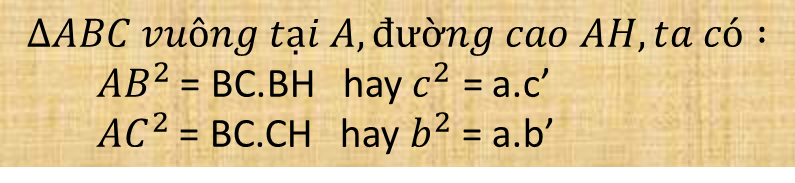 ΔABC vuông tại A, đường cao AH, ta có :
AB² = BC.BH hay c² = a.c’
AC² = BC.CH hay b² = a.b’